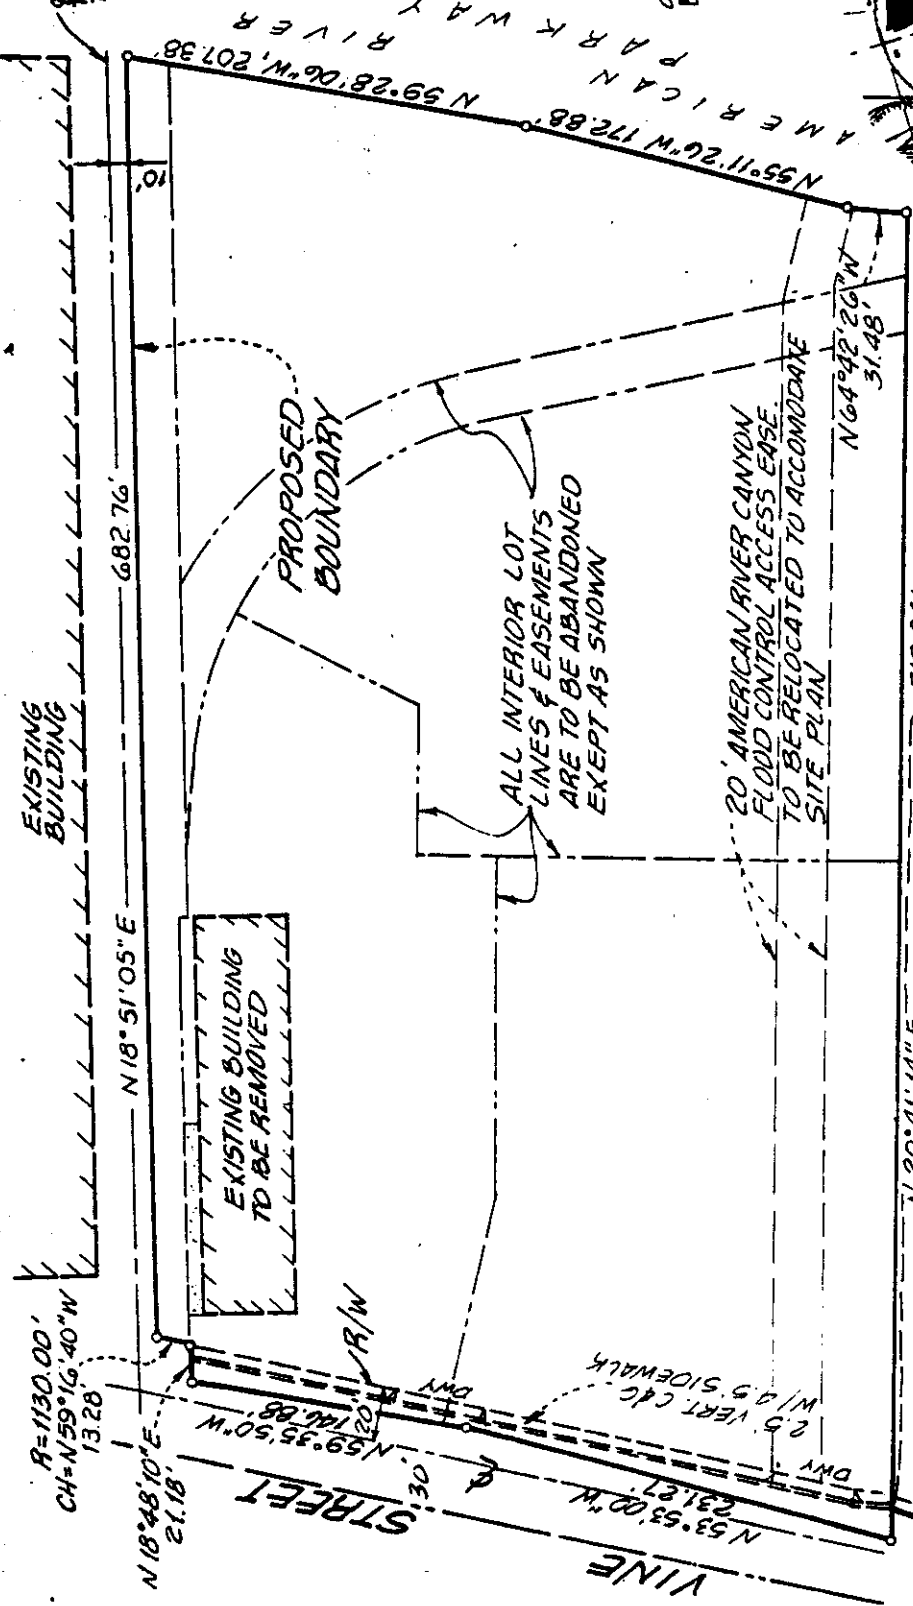 AMERICAN RIVER
PARKWAY
N 59°28'06"W, 207.38'
N 55°11'26"W 172.88'
10'
N 64°42'26"W
31.48'
682.76'
N 18°51'05" E
EXISTING
BUILDING
PROPOSED
BOUNDARY
ALL INTERIOR LOT
LINES & EASEMENTS
ARE TO BE ABANDONED
EXEPT AS SHOWN
20' AMERICAN RIVER CANYON
FLOOD CONTROL ACCESS EASE.
TO BE RELOCATED TO ACCOMODATE
SITE PLAN
EXISTING BUILDING
TO BE REMOVED
R=1130.00'
CH=N59°16'40"W
13.28'
N 18°48'10" E
21.18'
R/W
N 59°35'50" W
146.88'
20'
30'
DWY
2.5' VERT. C&G
W/ 4.5' SIDEWALK
DWY
N 53°53'00" W
231.27'
VINE STREET